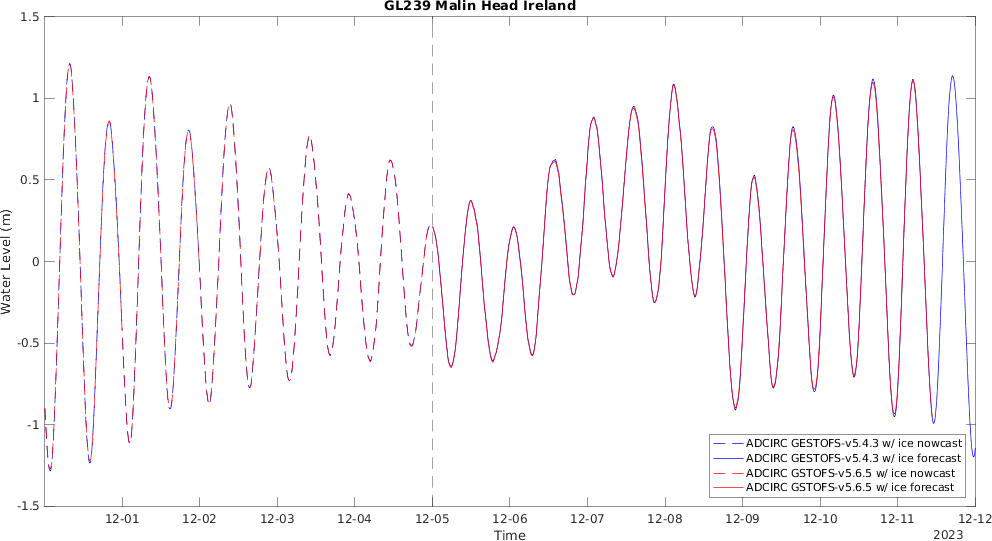 GL239 Malin Head Ireland
1.5
1
0.5
0
-0.5
-1
-1.5
Water Level (m)
12-01 12-02 12-03 12-04 12-05 12-06 12-07 12-08 12-09 12-10 12-11 12-12
Time
2023
ADCIRC GESTOFS-v5.4.3 w/ ice nowcast
ADCIRC GESTOFS-v5.4.3 w/ ice forecast
ADCIRC GSTOFS-v5.6.5 w/ ice nowcast
ADCIRC GSTOFS-v5.6.5 w/ ice forecast